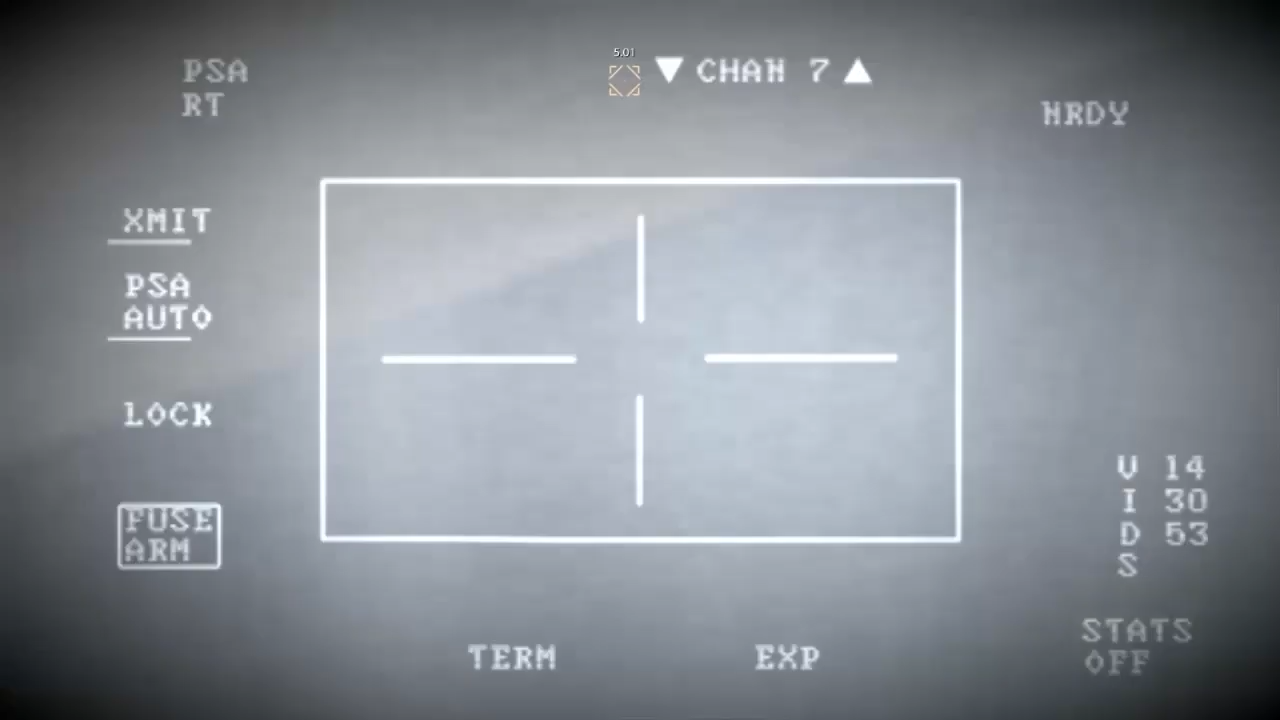 5.01
PSA
RT
▼ CHAN 7 ▲
NRDY
XMIT
PSA
AUTO
LOCK
FUSE
ARM
V 14
I 30
D 53
S
TERM
EXP
STATS
OFF